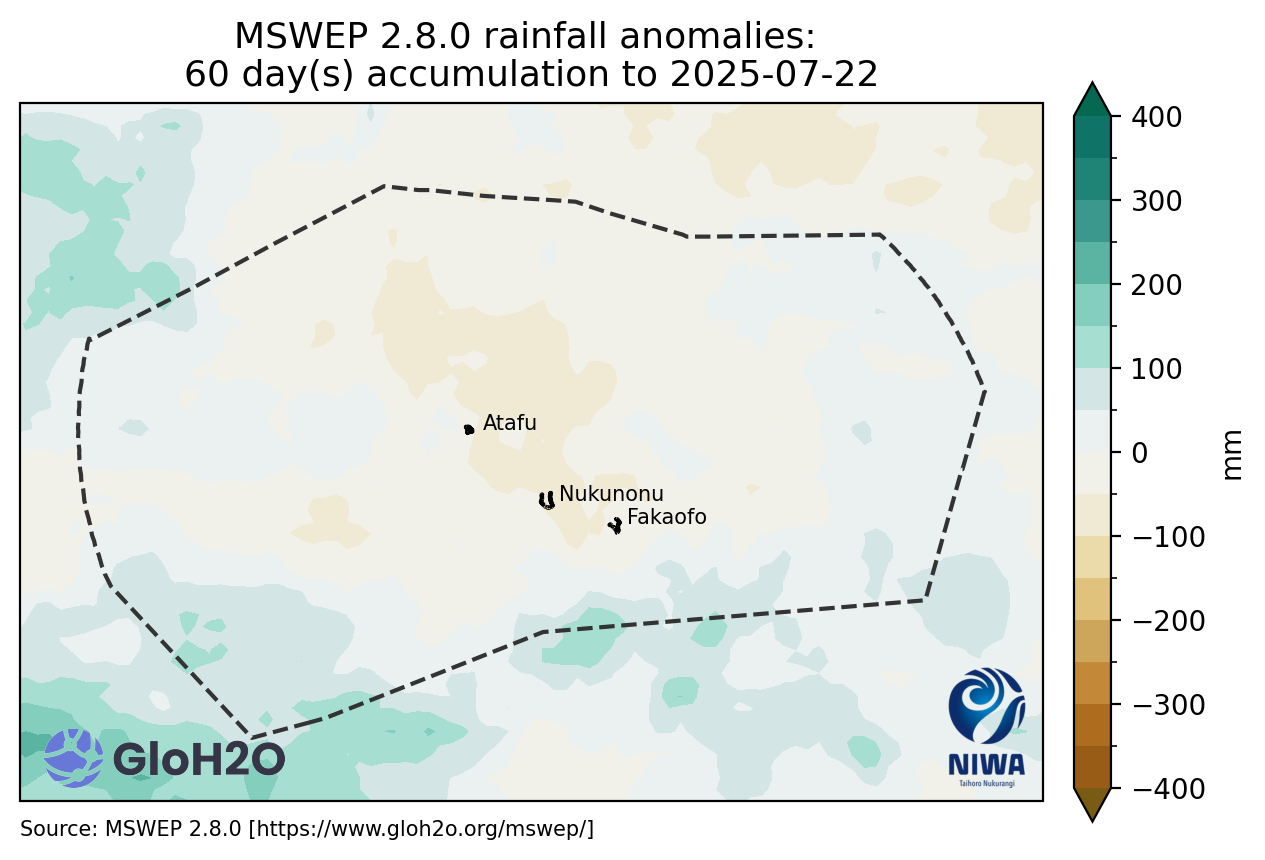 MSWEP 2.8.0 rainfall anomalies:
60 day(s) accumulation to 2025-07-22
400
300
200
100
0
−100
−200
−300
−400
mm
Atafu
Nukunonu
Fakaofo
GloH2O
NIWA
Taihoro Nukurangi
Source: MSWEP 2.8.0 [https://www.gloh2o.org/mswep/]